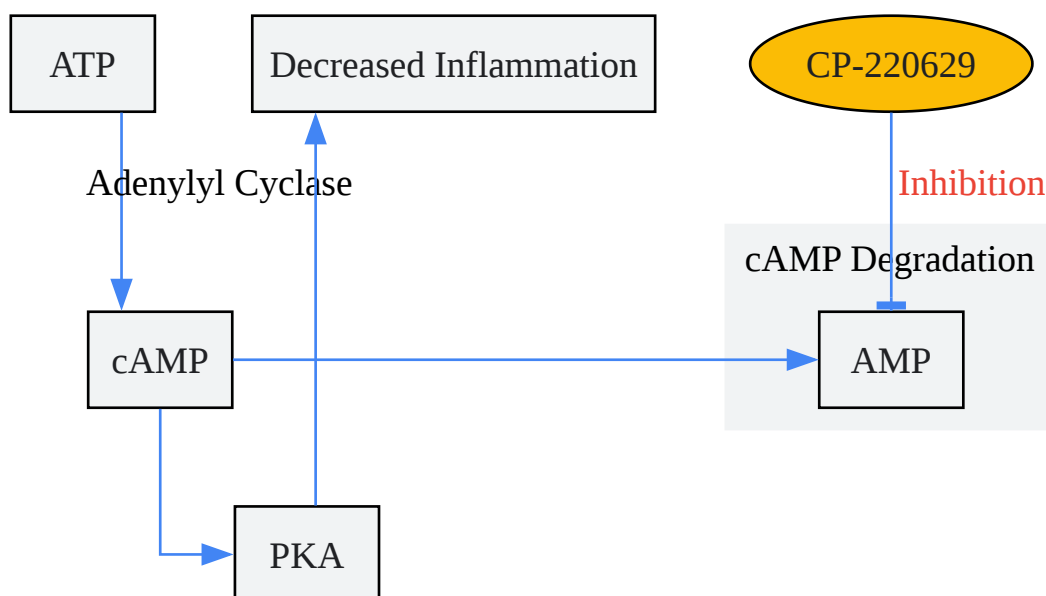 ATP
Decreased Inflammation
CP-220629
Adenylyl Cyclase
Inhibition
cAMP Degradation
cAMP
AMP
PKA